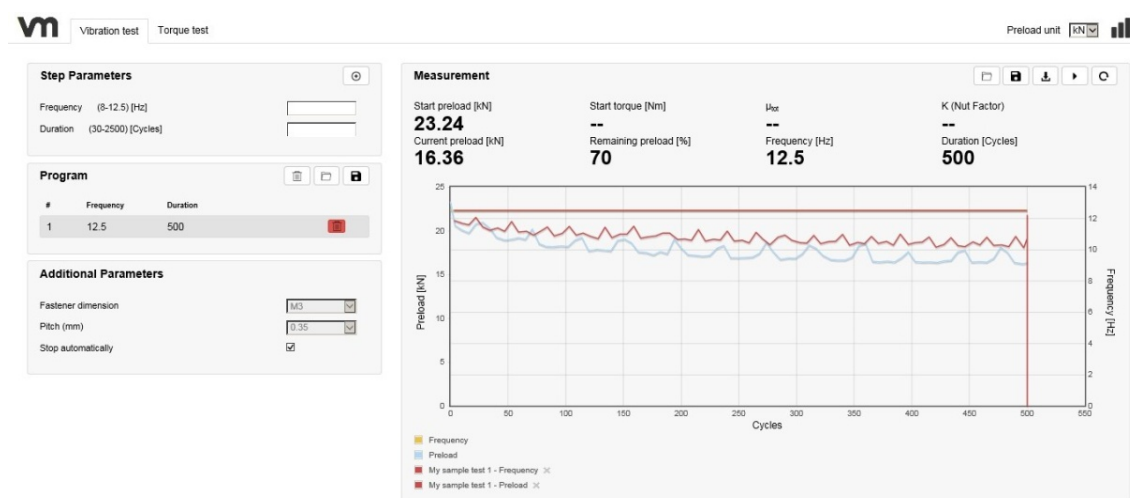 vm Vibration test Torque test Preload unit kN
Step Parameters
Frequency (8-12.5) [Hz]
Duration (30-2500) [Cycles]
Program
# Frequency Duration
1 12.5 500
Additional Parameters
Fastener dimension M3
Pitch (mm) 0.35
Stop automatically
Measurement
Start preload [kN] Start torque [Nm] μtot K (Nut Factor)
23.24 -- -- --
Current preload [kN] Remaining preload [%] Frequency [Hz] Duration [Cycles]
16.36 70 12.5 500
25 14
12
20
10
15
8
Preload [kN]
Frequency [Hz]
10
6
4
5
2
0 0
0 50 100 150 200 250 300 350 400 450 500 550
Cycles
Frequency
Preload
My sample test 1 - Frequency
My sample test 1 - Preload